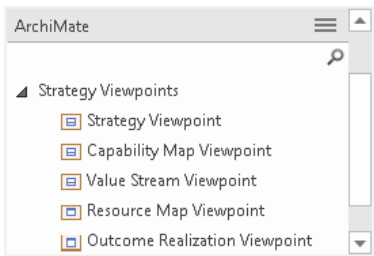 ArchiMate
Strategy Viewpoints
Strategy Viewpoint
Capability Map Viewpoint
Value Stream Viewpoint
Resource Map Viewpoint
Outcome Realization Viewpoint